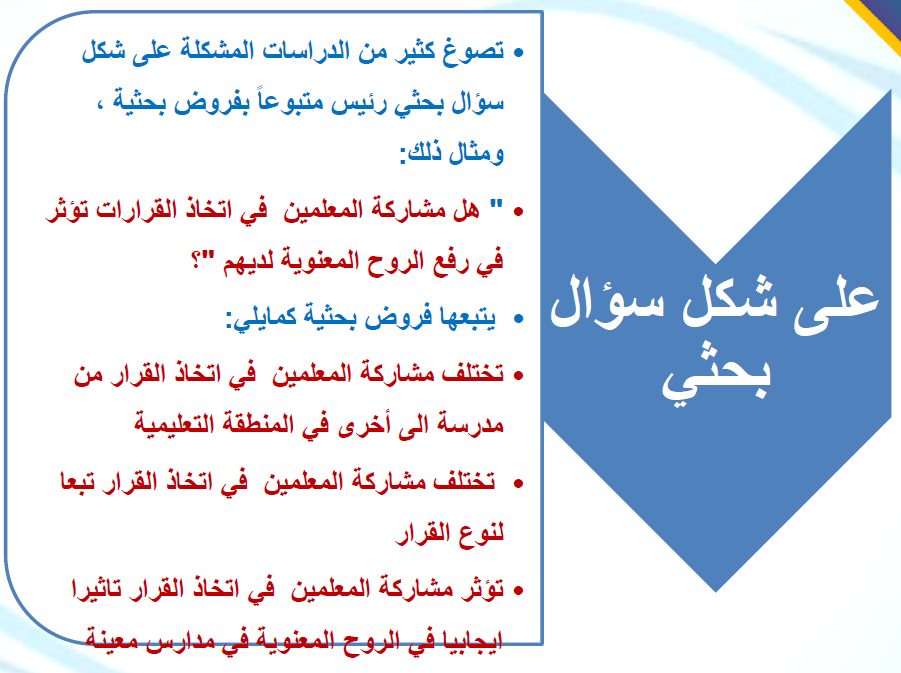 • تصوغ كثير من الدراسات المشكلة على شكل
سؤال بحثي رئيس متبوعاً بفروض بحثية ،
ومثال ذلك:
• " هل مشاركة المعلمين في اتخاذ القرارات تؤثر
في رفع الروح المعنوية لديهم "؟
• يتبعها فروض بحثية كمايلي:
• تختلف مشاركة المعلمين في اتخاذ القرار من
مدرسة الى أخرى في المنطقة التعليمية
• تختلف مشاركة المعلمين في اتخاذ القرار تبعا
لنوع القرار
• تؤثر مشاركة المعلمين في اتخاذ القرار تاثيرا
ايجابيا في الروح المعنوية في مدارس معينة
على شكل سؤال
بحثي